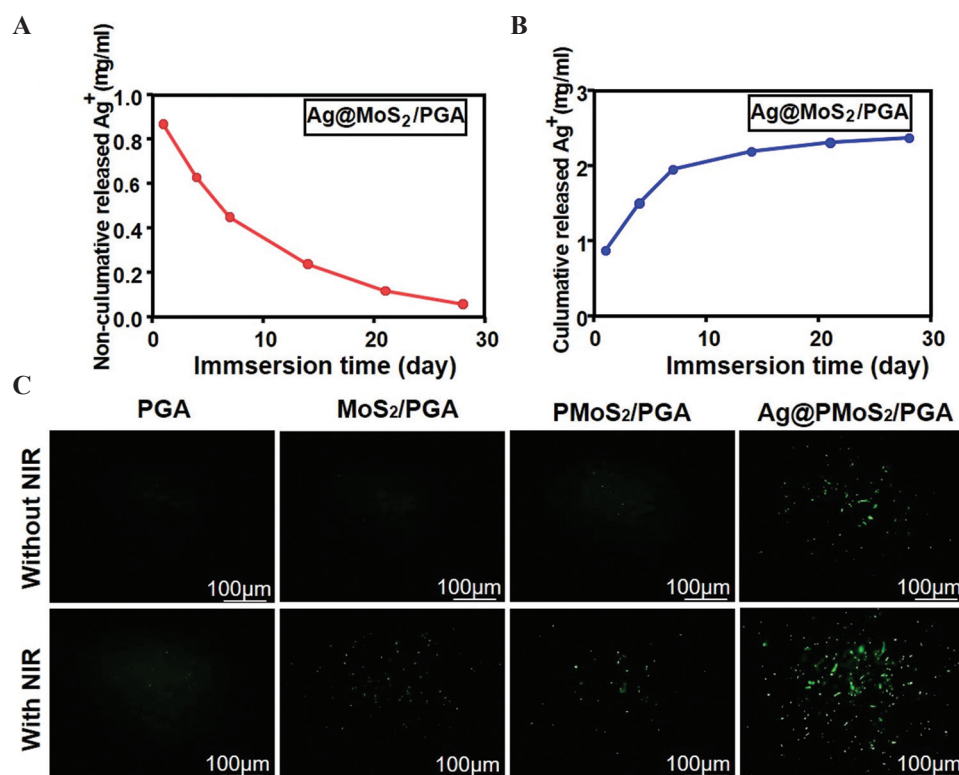 A
Non-culumative released Ag⁺ (mg/ml)
1.0
0.8
0.6
0.4
0.2
0.0
Ag@MoS₂/PGA
0 10 20 30
Immsersion time (day)
B
Culumative released Ag⁺(mg/ml)
3
2
1
0
Ag@MoS₂/PGA
0 10 20 30
Immsersion time (day)
C
PGA MoS₂/PGA PMoS₂/PGA Ag@PMoS₂/PGA
Without NIR
100μm 100μm 100μm 100μm
With NIR
100μm 100μm 100μm 100μm